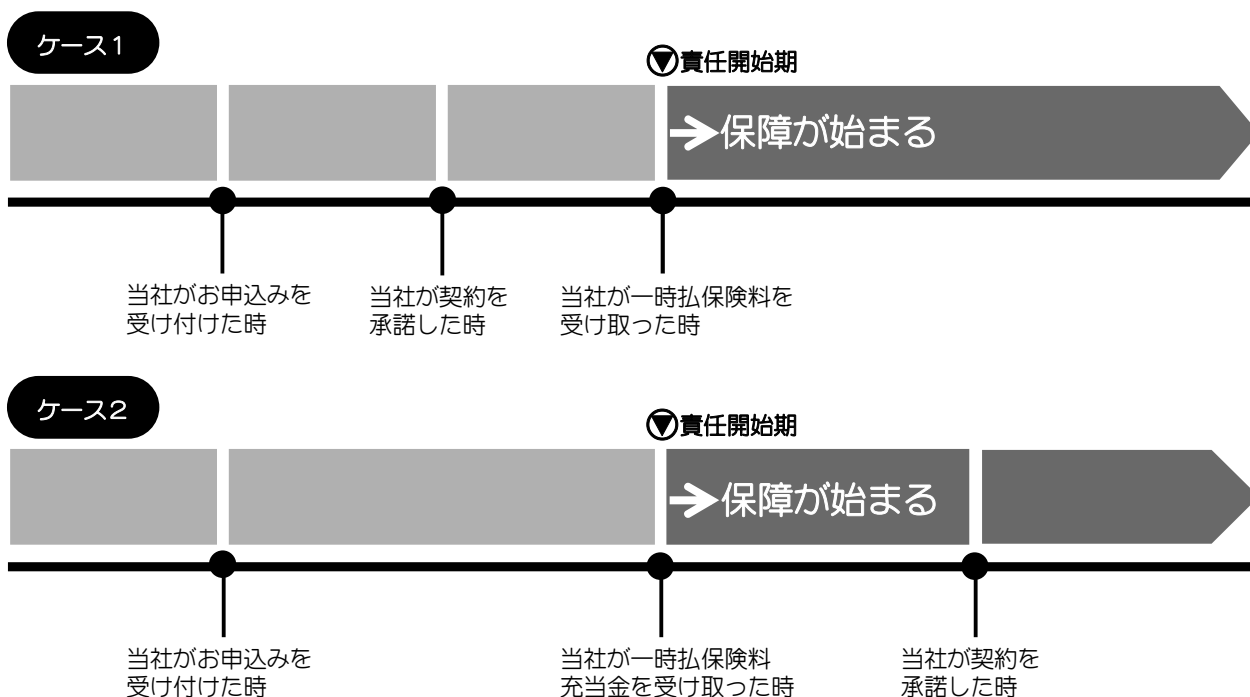 ケース1
▼責任開始期
→保障が始まる
当社がお申込みを
受け付けた時
当社が契約を
承諾した時
当社が一時払保険料を
受け取った時
ケース2
▼責任開始期
→保障が始まる
当社がお申込みを
受け付けた時
当社が一時払保険料
充当金を受け取った時
当社が契約を
承諾した時